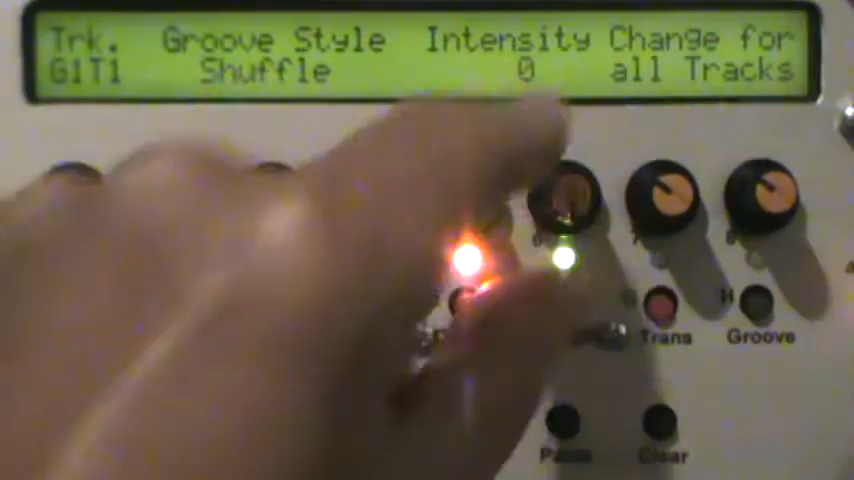 Trk. Groove Style Intensity Change for
G1T1 Shuffle 0 all Tracks
G H
Trans Groove
Clear